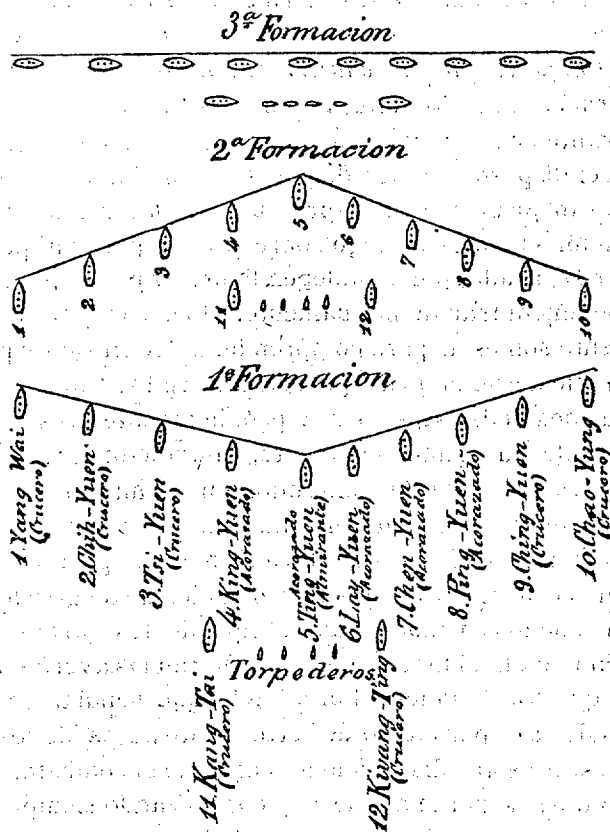 3ª Formacion
2ª Formacion
1
2
3
4
5
6
7
8
9
10
11
12
1ª Formacion
1. Yang Wai
(Crucero)
2. Chih-Yuen
(Crucero)
3. Tsi-Yuen
(Crucero)
4. King-Yuen
(Acorazado)
Acorazado
5. Ting-Yuen
(Almirante)
6. Lay-Yuen
(Acorazado)
7. Chen-Yuen
(Acorazado)
8. Ping-Yuen
(Acorazado)
9. Ching-Yuen
(Crucero)
10. Chao-Yung
(Crucero)
Torpederos
11. Kang-Tai
(Crucero)
12. Kwang-Ting
(Crucero)